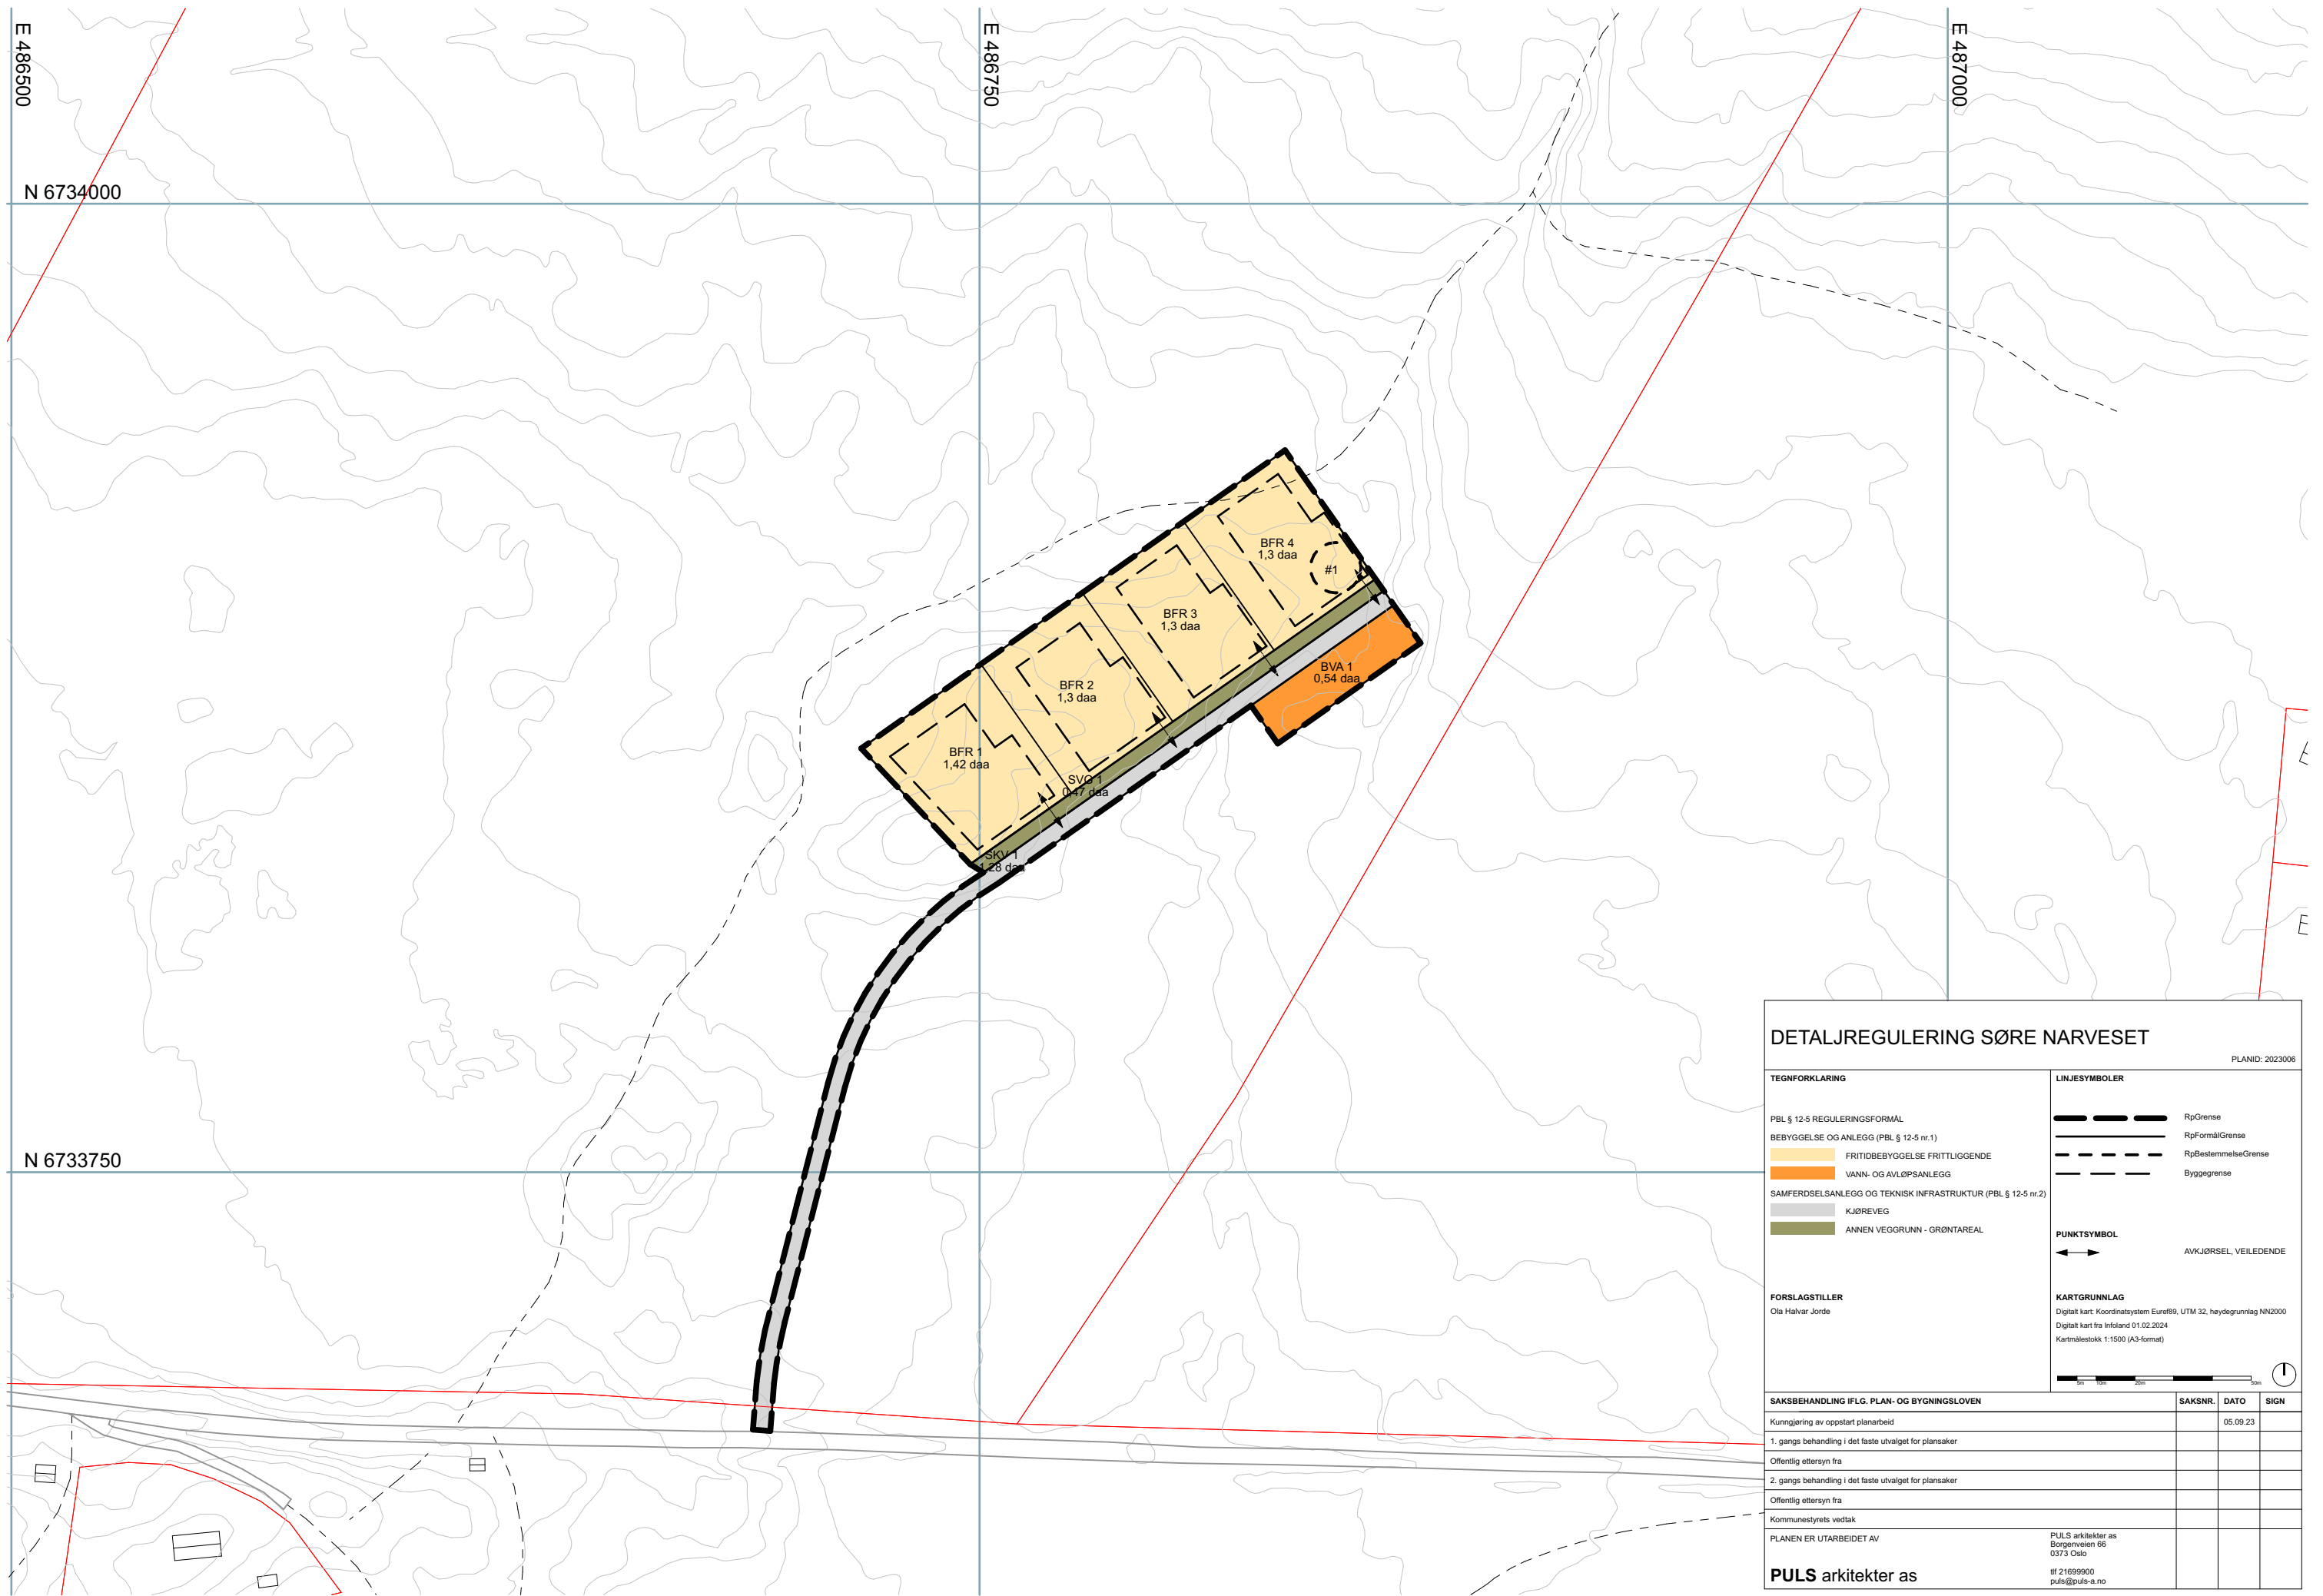 E 486500
E 486750
E 487000
N 6734000
BFR 4
1,3 daa
#1
BFR 3
1,3 daa
BVA 1
0,54 daa
BFR 2
1,3 daa
BFR 1
1,42 daa
SVG 1
0,47 daa
SKV 1
1,28 daa
N 6733750
DETALJREGULERING SØRE NARVESET
PLANID: 2023006
TEGNFORKLARING
PBL § 12-5 REGULERINGSFORMÅL
BEBYGGELSE OG ANLEGG (PBL § 12-5 nr.1)
FRITIDBEBYGGELSE FRITTLIGGENDE
VANN- OG AVLØPSANLEGG
SAMFERDSELSANLEGG OG TEKNISK INFRASTRUKTUR (PBL § 12-5 nr.2)
KJØREVEG
ANNEN VEGGRUNN - GRØNTAREAL
LINJESYMBOLER
RpGrense
RpFormålGrense
RpBestemmelseGrense
Byggegrense
PUNKTSYMBOL
AVKJØRSEL, VEILEDENDE
FORSLAGSTILLER
Ola Halvar Jorde
KARTGRUNNLAG
Digitalt kart: Koordinatsystem Euref89, UTM 32, høydegrunnlag NN2000
Digitalt kart fra Infoland 01.02.2024
Kartmålestokk 1:1500 (A3-format)
5m 10m 20m 50m
SAKSBEHANDLING IFLG. PLAN- OG BYGNINGSLOVEN SAKSNR. DATO SIGN
Kunngjøring av oppstart planarbeid 05.09.23
1. gangs behandling i det faste utvalget for plansaker
Offentlig ettersyn fra
2. gangs behandling i det faste utvalget for plansaker
Offentlig ettersyn fra
Kommunestyrets vedtak
PLANEN ER UTARBEIDET AV
PULS arkitekter as
PULS arkitekter as
Borgenveien 66
0373 Oslo
tlf 21699900
puls@puls-a.no